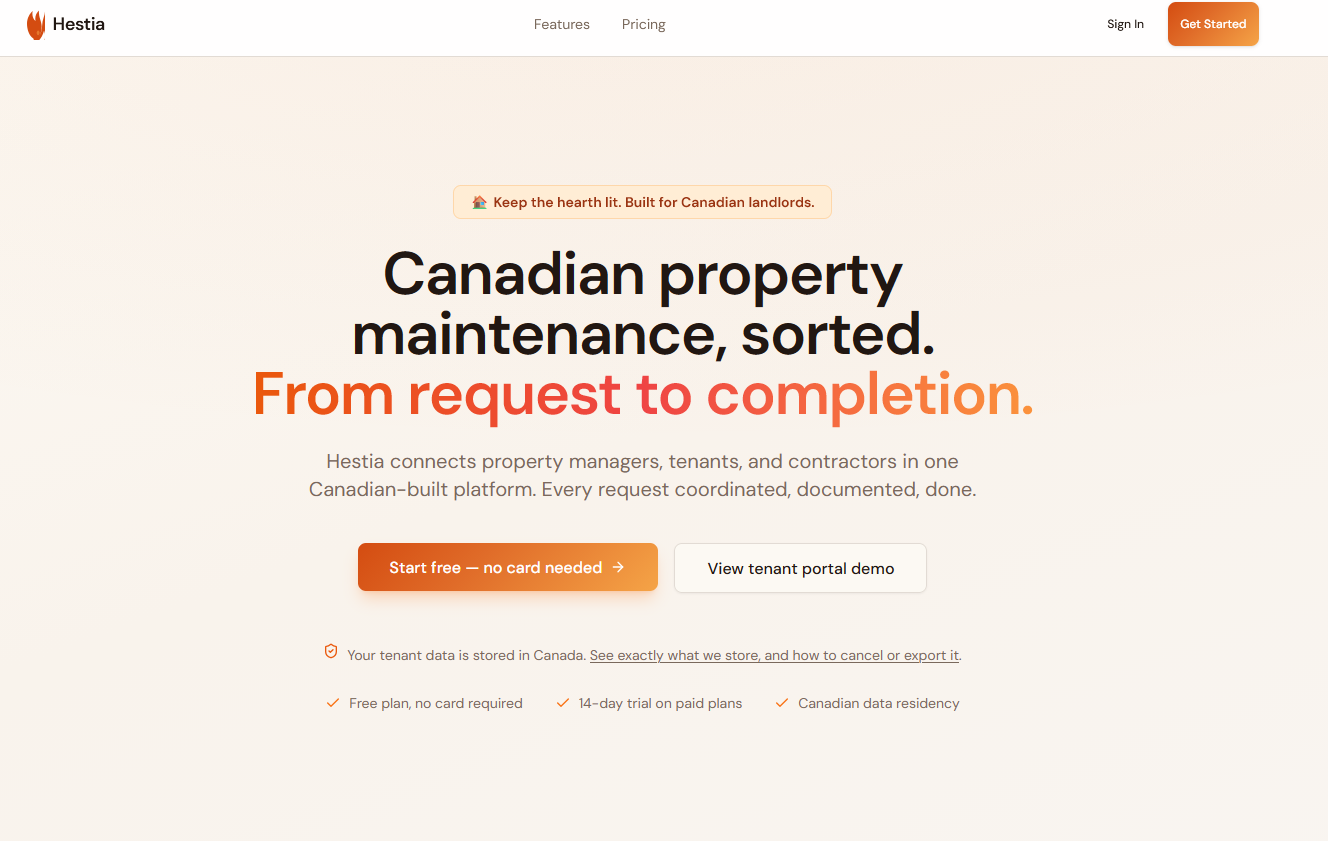 Hestia
Features
Pricing
Sign In
Get Started
Keep the hearth lit. Built for Canadian landlords.
Canadian property
maintenance, sorted.
From request to completion.
Hestia connects property managers, tenants, and contractors in one
Canadian-built platform. Every request coordinated, documented, done.
Start free — no card needed →
View tenant portal demo
Your tenant data is stored in Canada. See exactly what we store, and how to cancel or export it.
Free plan, no card required
14-day trial on paid plans
Canadian data residency